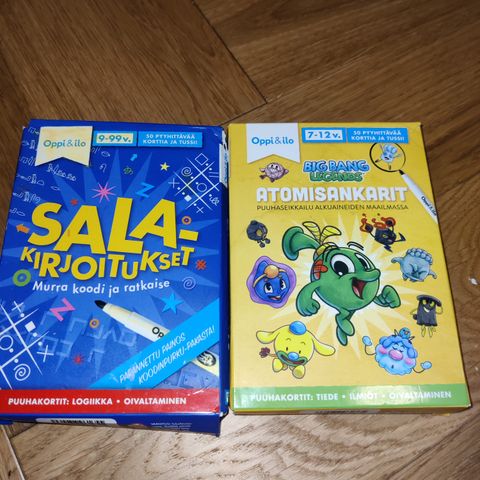 Oppi&ilo
9-99 v.
50 PYYHITTÄVÄÄ
KORTTIA JA TUSSI!
SALA-
KIRJOITUKSET
Murra koodi ja ratkaise
PARANNETTU PAINOS
KOODINPURKU-PAKASTA!
PUUHAKORTIT: LOGIIKKA • OIVALTAMINEN
Oppi&ilo
7-12 v.
50 PYYHITTÄVÄÄ
KORTTIA JA TUSSI!
BIG BANG
LEGENDS
ATOMISANKARIT
PUUHASEIKKAILU ALKUAINEIDEN MAAILMASSA
PUUHAKORTIT: TIEDE • ILMIÖT • OIVALTAMINEN